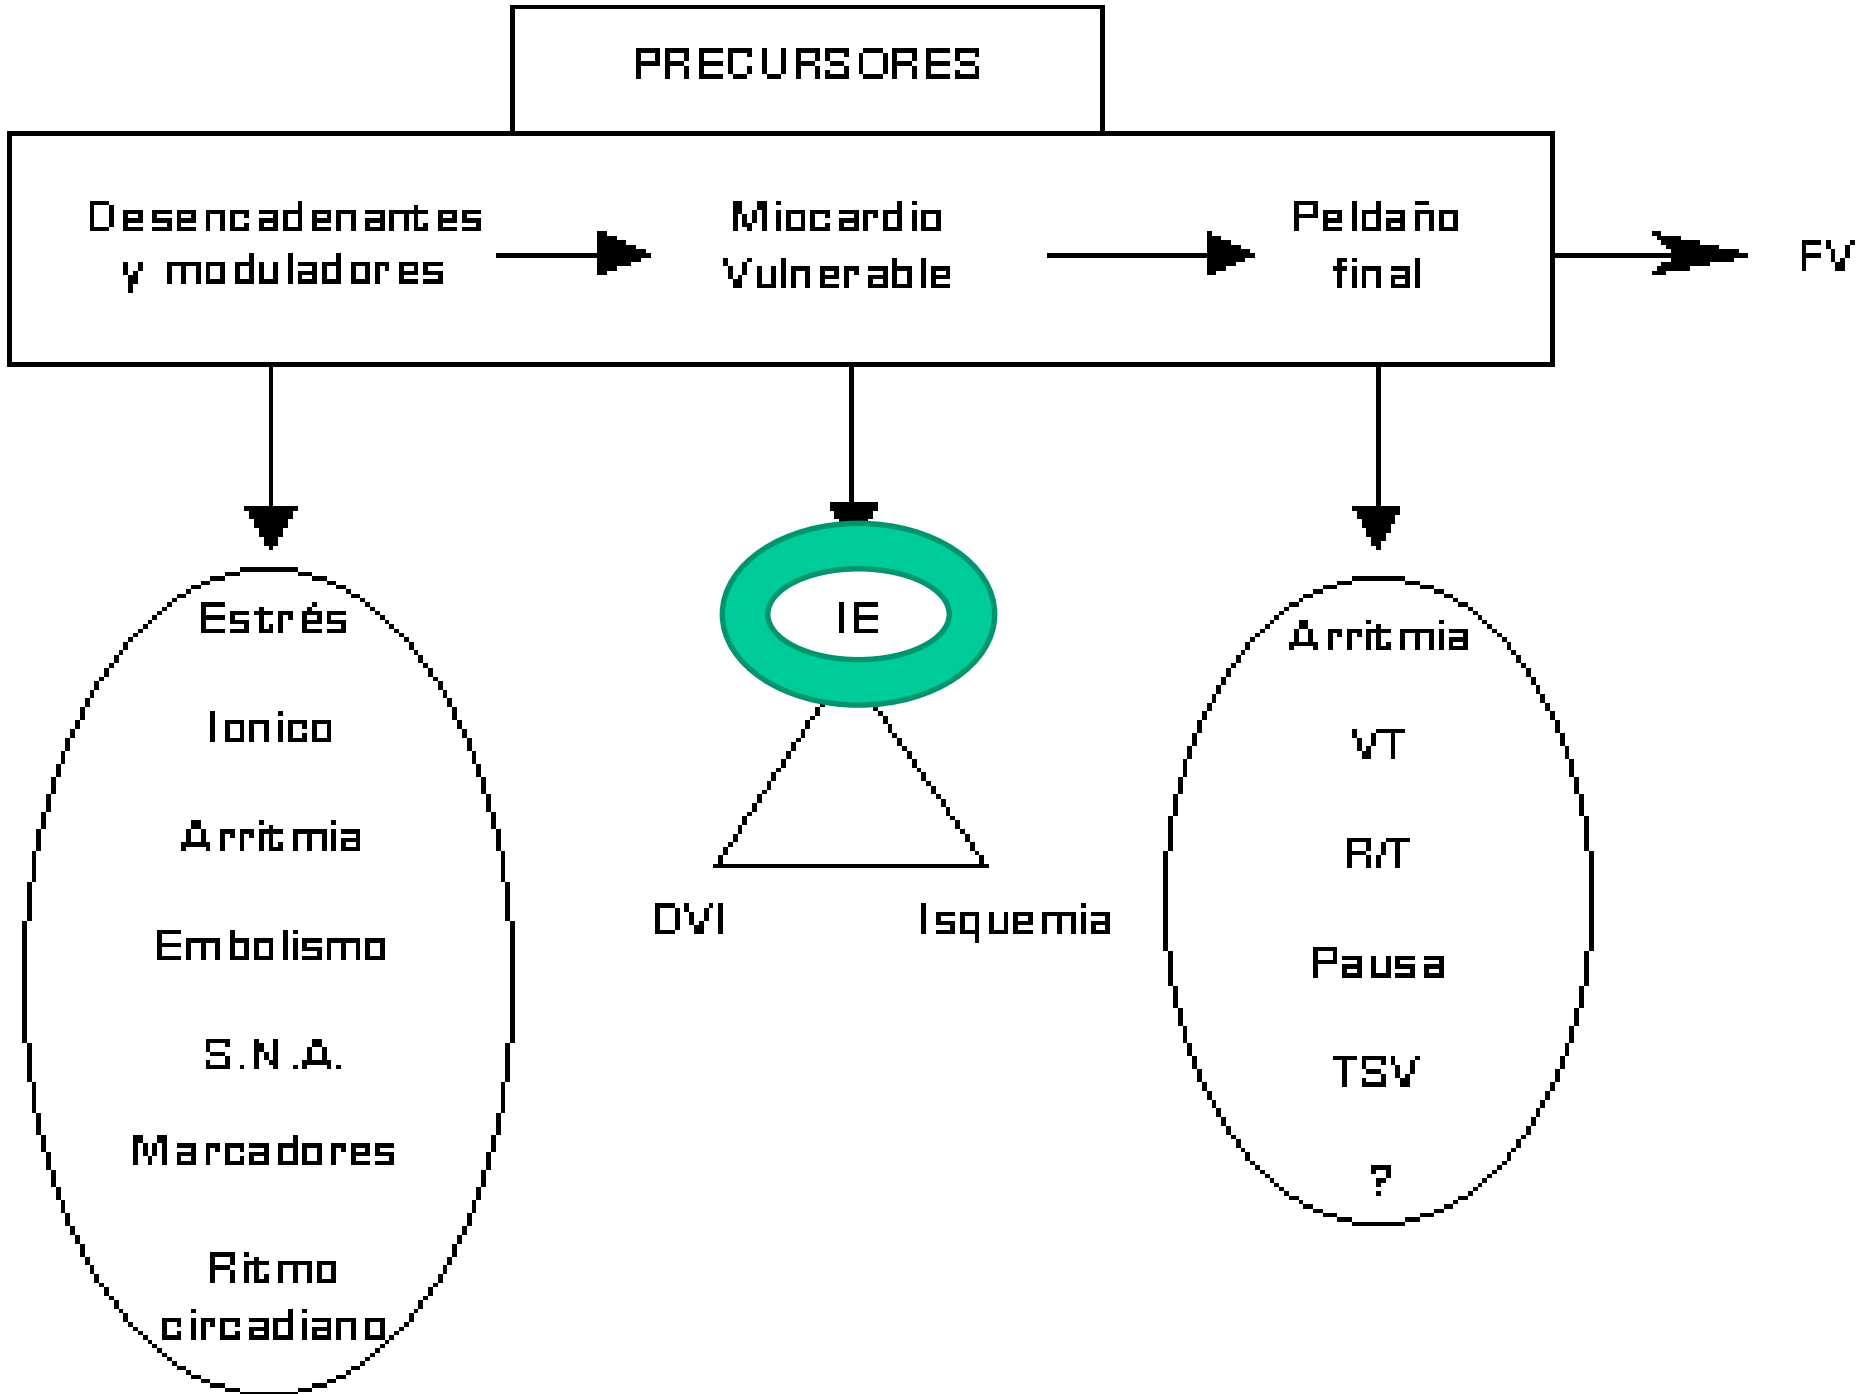 PRECURSORES
Desencadenantes
y moduladores
Miocardio
Vulnerable
Peldaño
final
FV
Estrés
Ionico
Arritmia
Embolismo
S.N.A.
Marcadores
Ritmo
circadiano
IE
DVI
Isquemia
Arritmia
VT
R/T
Pausa
TSV
?